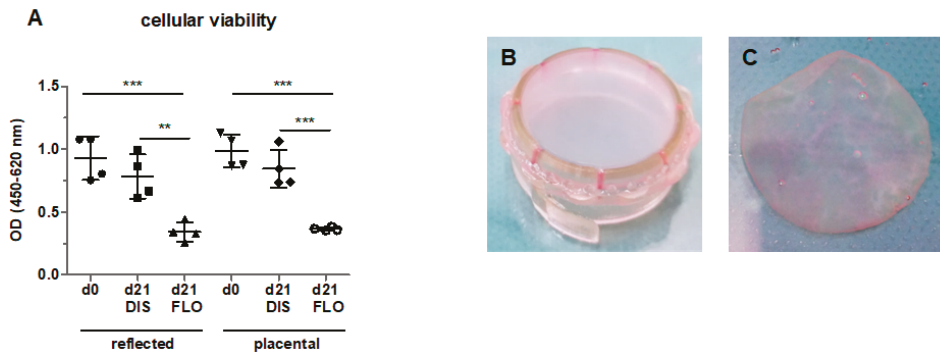 A
cellular viability
B
C
OD (450-620 nm)
1.5
1.0
0.5
0.0
***
**
***
***
d0 d21 d21 d0 d21 d21
DIS FLO DIS FLO
reflected placental